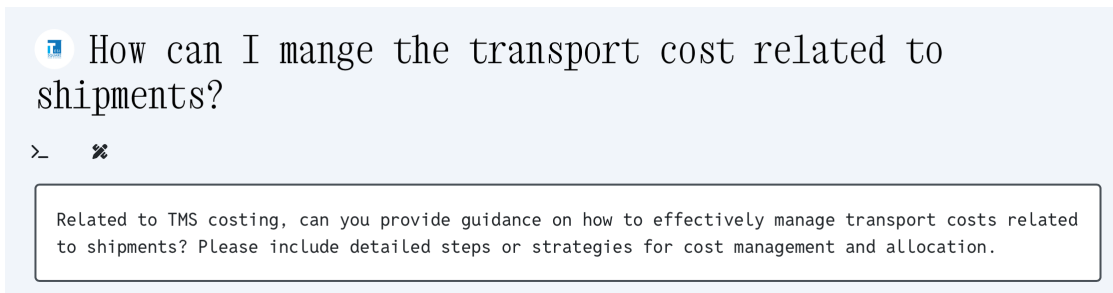 How can I mange the transport cost related to
shipments?
>_
Related to TMS costing, can you provide guidance on how to effectively manage transport costs related
to shipments? Please include detailed steps or strategies for cost management and allocation.